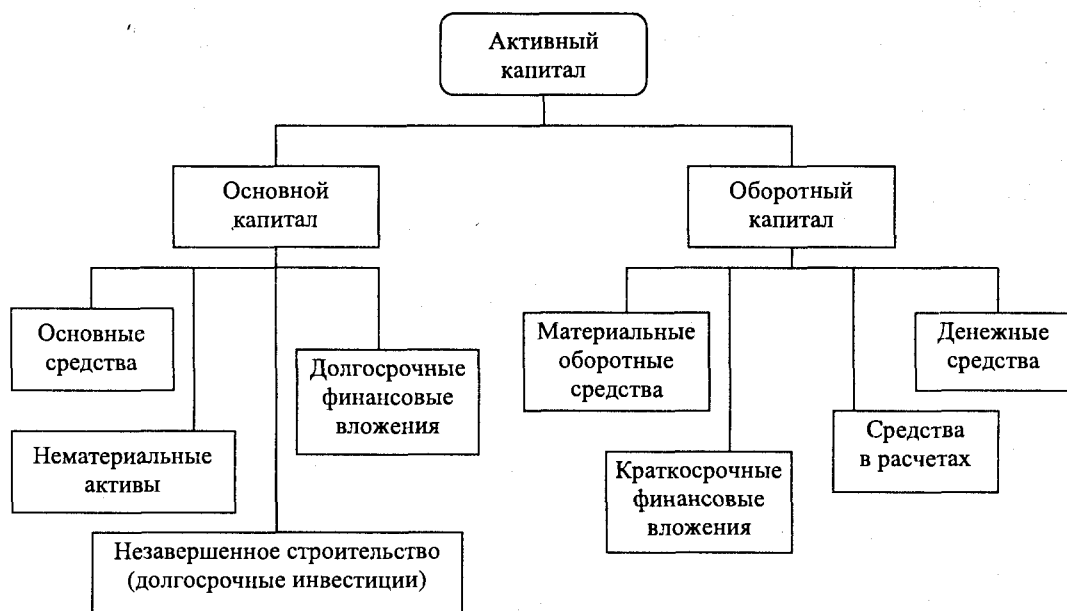 Активный
капитал
Основной
капитал
Оборотный
капитал
Основные
средства
Нематериальные
активы
Незавершенное строительство
(долгосрочные инвестиции)
Долгосрочные
финансовые
вложения
Материальные
оборотные
средства
Краткосрочные
финансовые
вложения
Средства
в расчетах
Денежные
средства